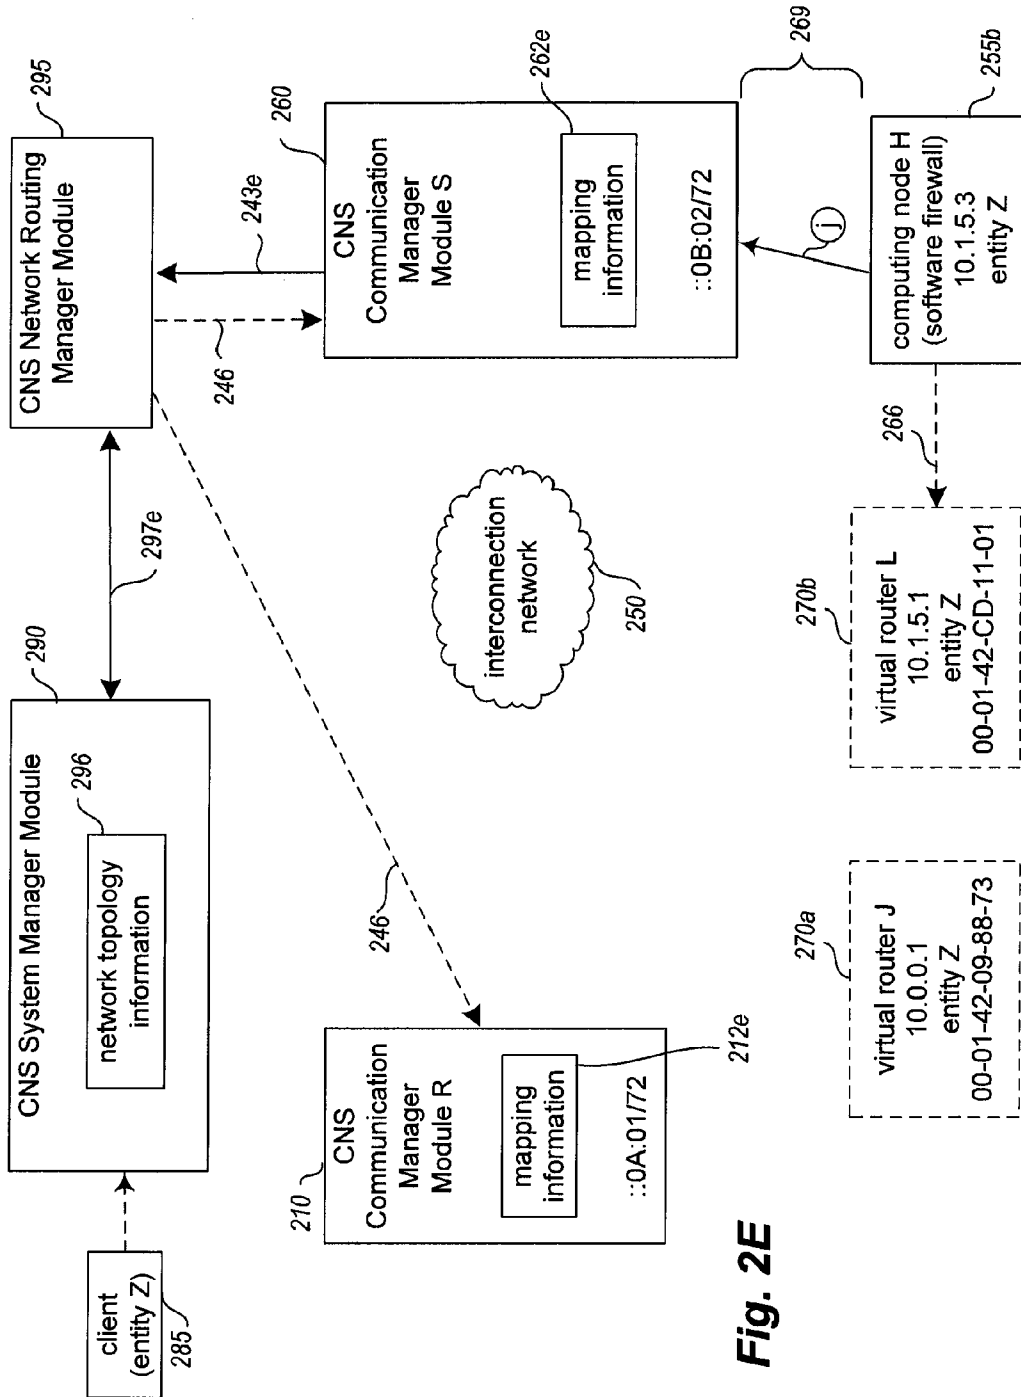 client
(entity Z)
285
CNS System Manager Module
290
network topology
information
296
297e
CNS Network Routing
Manager Module
295
246
243e
246
210
CNS
Communication
Manager
Module R
mapping
information
212e
::0A:01/72
interconnection
network
250
260
CNS
Communication
Manager
Module S
mapping
information
262e
::0B:02/72
269
j
270a
virtual router J
10.0.0.1
entity Z
00-01-42-09-88-73
270b
virtual router L
10.1.5.1
entity Z
00-01-42-CD-11-01
266
computing node H
(software firewall)
10.1.5.3
entity Z
255b
Fig. 2E